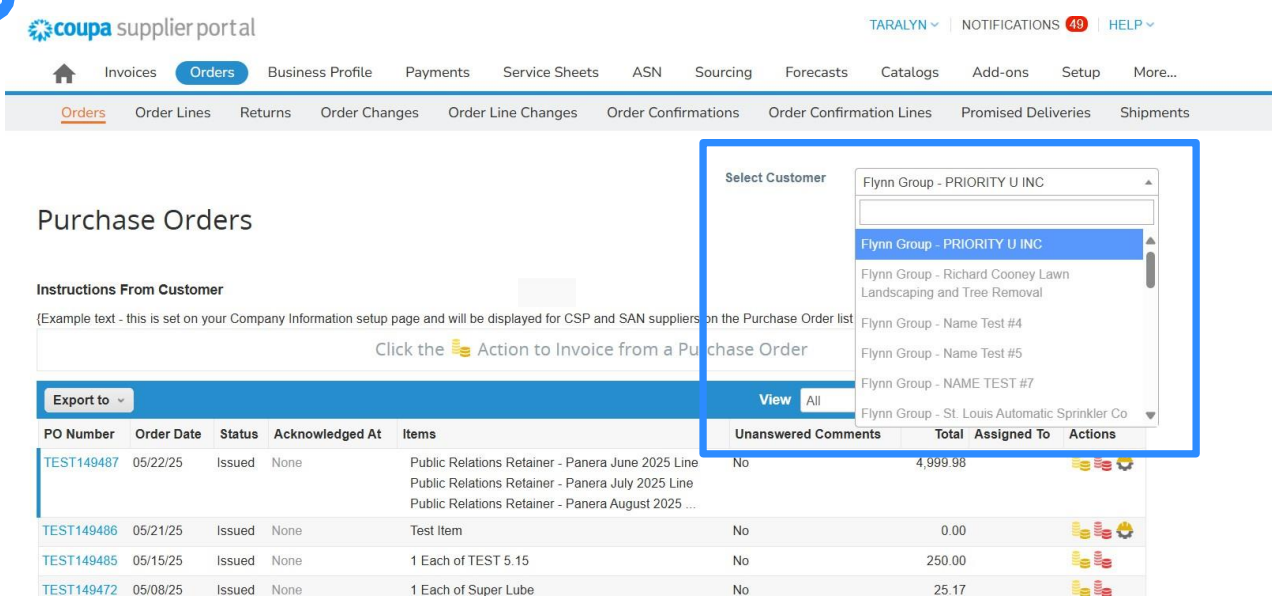 coupa supplier portal
TARALYN NOTIFICATIONS 49 HELP
Invoices Orders Business Profile Payments Service Sheets ASN Sourcing Forecasts Catalogs Add-ons Setup More...
Orders Order Lines Returns Order Changes Order Line Changes Order Confirmations Order Confirmation Lines Promised Deliveries Shipments
Select Customer Flynn Group - PRIORITY U INC
Purchase Orders
Flynn Group - PRIORITY U INC
Flynn Group - Richard Cooney Lawn
Landscaping and Tree Removal
Flynn Group - Name Test #4
Flynn Group - Name Test #5
Flynn Group - NAME TEST #7
Flynn Group - St. Louis Automatic Sprinkler Co
Instructions From Customer
{Example text - this is set on your Company Information setup page and will be displayed for CSP and SAN suppliers on the Purchase Order list
Click the Action to Invoice from a Purchase Order
Export to View All
PO Number Order Date Status Acknowledged At Items Unanswered Comments Total Assigned To Actions
TEST149487 05/22/25 Issued None Public Relations Retainer - Panera June 2025 Line No 4,999.98
Public Relations Retainer - Panera July 2025 Line
Public Relations Retainer - Panera August 2025 ...
TEST149486 05/21/25 Issued None Test Item No 0.00
TEST149485 05/15/25 Issued None 1 Each of TEST 5.15 No 250.00
TEST149472 05/08/25 Issued None 1 Each of Super Lube No 25.17